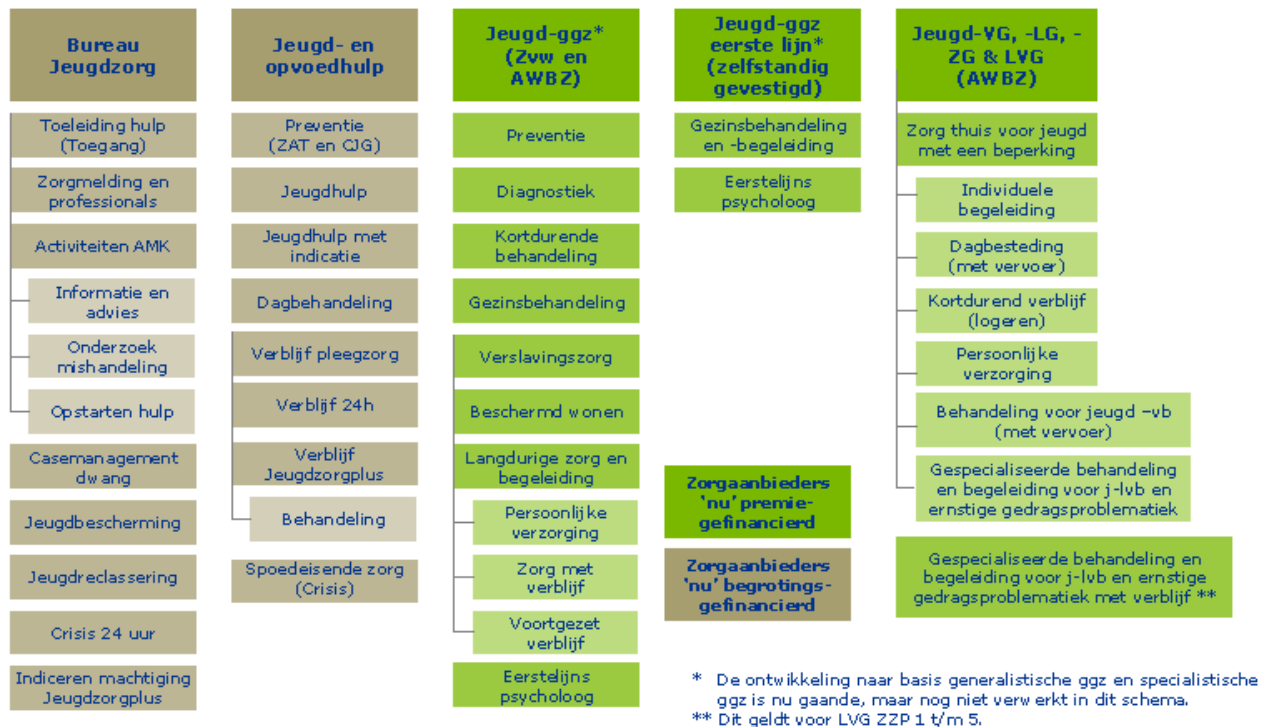 Bureau
Jeugdzorg
Toeleiding hulp
(Toegang)
Zorgmelding en
professionals
Activiteiten AMK
Informatie en
advies
Onderzoek
mishandeling
Opstarten hulp
Casemanagement
dwang
Jeugdbescherming
Jeugdreclassering
Crisis 24 uur
Indiceren machtiging
Jeugdzorgplus
Jeugd- en
opvoedhulp
Preventie
(ZAT en CJG)
Jeugdhulp
Jeugdhulp met
indicatie
Dagbehandeling
Verblijf pleegzorg
Verblijf 24h
Verblijf
Jeugdzorgplus
Behandeling
Spoedeisende zorg
(Crisis)
Jeugd-ggz*
(Zvw en
AWBZ)
Preventie
Diagnostiek
Kortdurende
behandeling
Gezinsbehandeling
Verslavingszorg
Beschermd wonen
Langdurige zorg en
begeleiding
Persoonlijke
verzorging
Zorg met
verblijf
Voortgezet
verblijf
Eerstelijns
psycholoog
Jeugd-ggz
eerste lijn*
(zelfstandig
gevestigd)
Gezinsbehandeling
en -begeleiding
Eerstelijns
psycholoog
Zorgaanbieders
'nu' premie-
gefinancierd
Zorgaanbieders
'nu' begrotings-
gefinancierd
Jeugd-VG, -LG, -
ZG & LVG
(AWBZ)
Zorg thuis voor jeugd
met een beperking
Individuele
begeleiding
Dagbesteding
(met vervoer)
Kortdurend verblijf
(logeren)
Persoonlijke
verzorging
Behandeling voor jeugd –vb
(met vervoer)
Gespecialiseerde behandeling
en begeleiding voor j-lvb en
ernstige gedragsproblematiek
Gespecialiseerde behandeling en
begeleiding voor j-lvb en ernstige
gedragsproblematiek met verblijf **
* De ontwikkeling naar basis generalistische ggz en specialistische
ggz is nu gaande, maar nog niet verwerkt in dit schema.
** Dit geldt voor LVG ZZP 1 t/m 5.